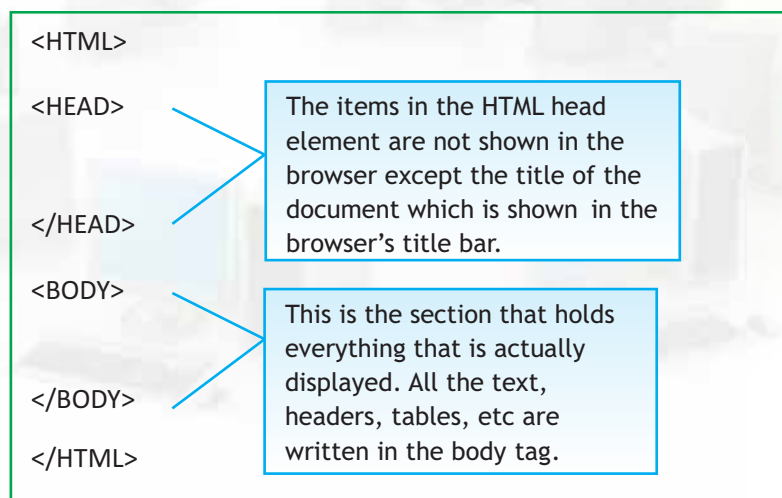 <HTML>
<HEAD>
The items in the HTML head
element are not shown in the
browser except the title of the
document which is shown in the
browser’s title bar.
</HEAD>
<BODY>
This is the section that holds
everything that is actually
displayed. All the text,
headers, tables, etc are
written in the body tag.
</BODY>
</HTML>